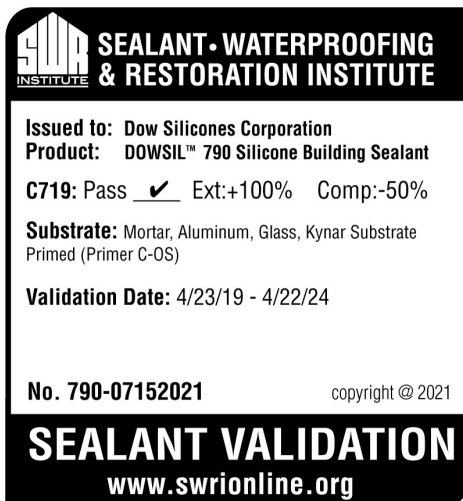 SWR
INSTITUTE
SEALANT • WATERPROOFING
& RESTORATION INSTITUTE
Issued to: Dow Silicones Corporation
Product: DOWSIL™ 790 Silicone Building Sealant
C719: Pass ✔ Ext:+100% Comp:-50%
Substrate: Mortar, Aluminum, Glass, Kynar Substrate
Primed (Primer C-OS)
Validation Date: 4/23/19 - 4/22/24
No. 790-07152021
copyright @ 2021
SEALANT VALIDATION
www.swrionline.org